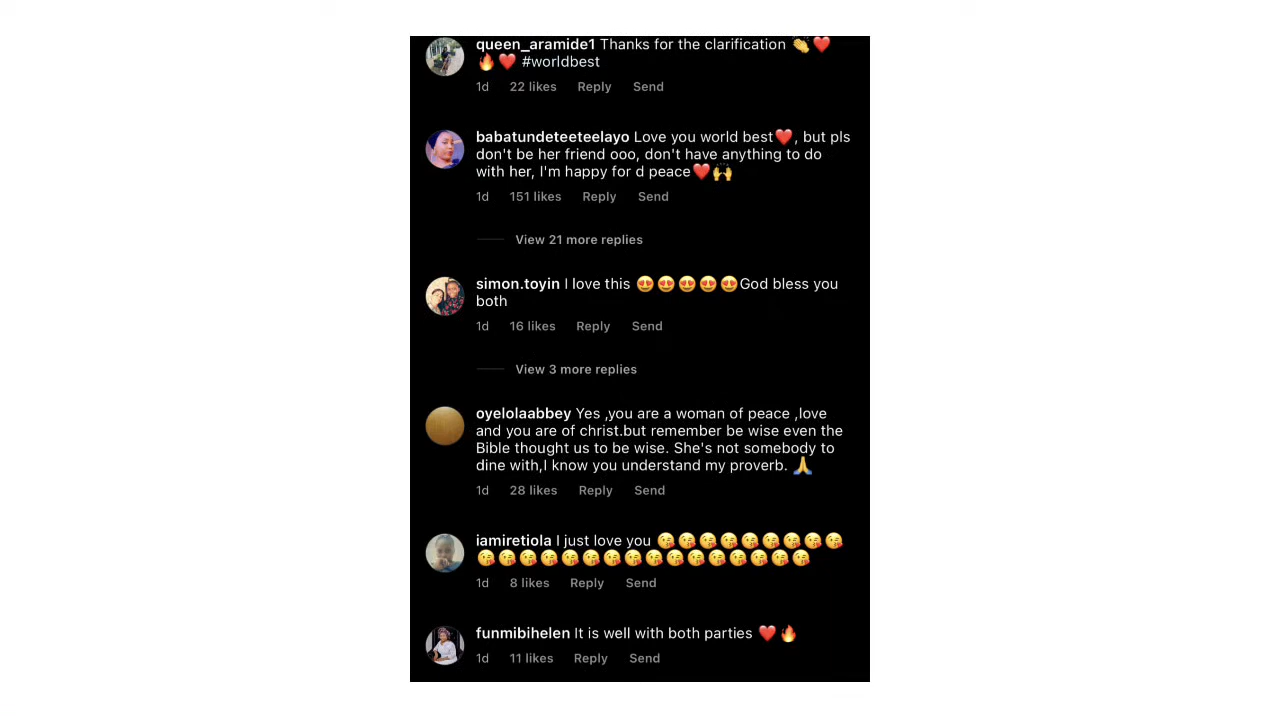 queen_aramide1 Thanks for the clarification 👏❤️
🔥❤️ #worldbest
1d 22 likes Reply Send
babatundeteeteelayo Love you world best❤️, but pls
don't be her friend ooo, don't have anything to do
with her, I'm happy for d peace❤️🙌
1d 151 likes Reply Send
View 21 more replies
simon.toyin I love this 😍😍😍😍😍God bless you
both
1d 16 likes Reply Send
View 3 more replies
oyelolaabbey Yes ,you are a woman of peace ,love
and you are of christ.but remember be wise even the
Bible thought us to be wise. She's not somebody to
dine with,I know you understand my proverb. 🙏
1d 28 likes Reply Send
iamiretiola I just love you 😘😘😘😘😘😘😘😘😘
😘😘😘😘😘😘😘😘😘😘😘😘😘😘😘😘
1d 8 likes Reply Send
funmibihelen It is well with both parties ❤️🔥
1d 11 likes Reply Send